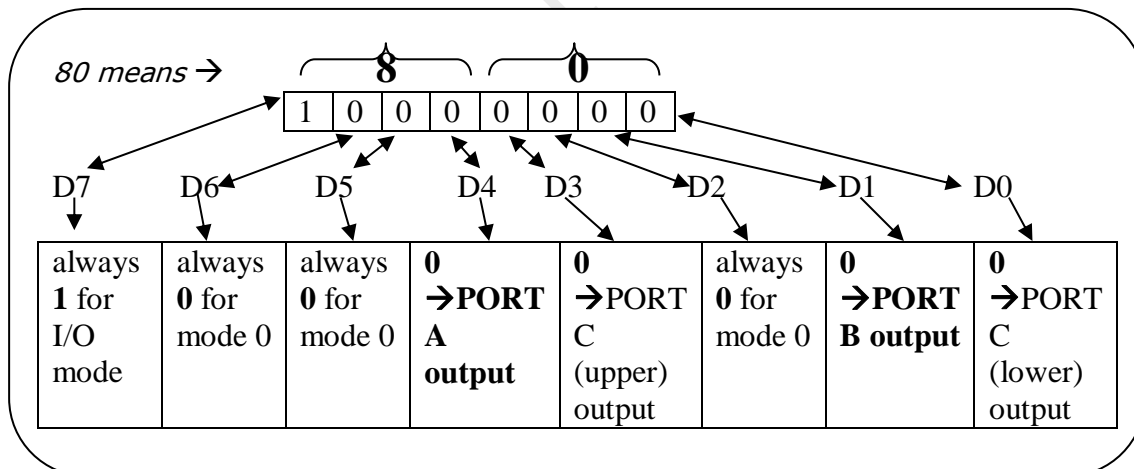 8 0
80 means →
1 0 0 0 0 0 0 0
D7 D6 D5 D4 D3 D2 D1 D0
always
1 for
I/O
mode
always
0 for
mode 0
always
0 for
mode 0
0
→PORT
A
output
0
→PORT
C
(upper)
output
always
0 for
mode 0
0
→PORT
B output
0
→PORT
C
(lower)
output